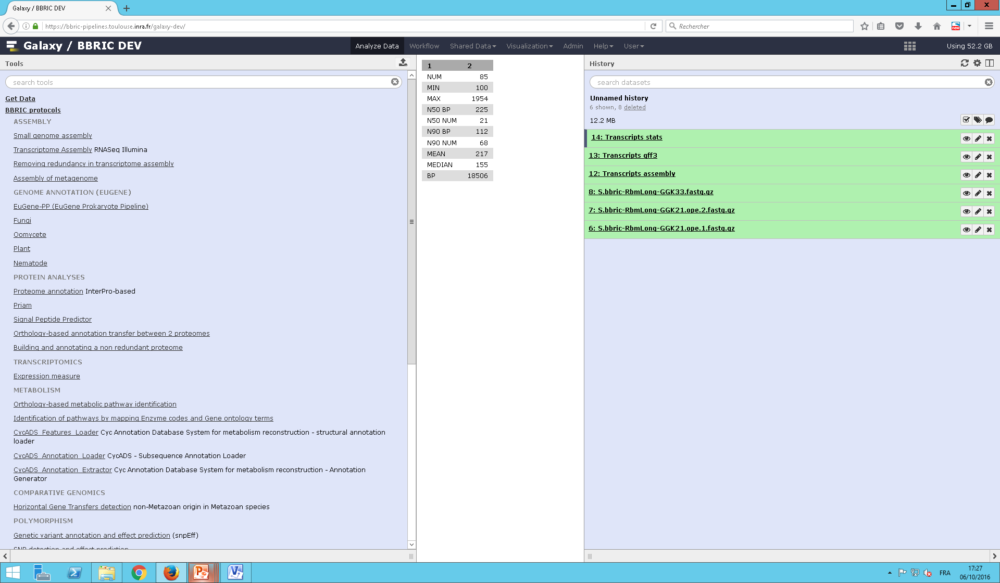 Galaxy / BBRIC DEV
https://bbric-pipelines.toulouse.inra.fr/galaxy-dev/
Rechercher
Galaxy / BBRIC DEV
Analyze Data
Workflow
Shared Data
Visualization
Admin
Help
User
Using 52.2 GB
Tools
search tools
Get Data
BBRIC protocols
ASSEMBLY
Small genome assembly
Transcriptome Assembly RNASeq Illumina
Removing redundancy in transcriptome assembly
Assembly of metagenome
GENOME ANNOTATION (EUGENE)
EuGene-PP (EuGene Prokaryote Pipeline)
Fungi
Oomycete
Plant
Nematode
PROTEIN ANALYSES
Proteome annotation InterPro-based
Priam
Signal Peptide Predictor
Orthology-based annotation transfer between 2 proteomes
Building and annotating a non redundant proteome
TRANSCRIPTOMICS
Expression measure
METABOLISM
Orthology-based metabolic pathway identification
Identification of pathways by mapping Enzyme codes and Gene ontology terms
CycADS_Features_Loader Cyc Annotation Database System for metabolism reconstruction - structural annotation
loader
CycADS_Annotation_Loader CycADS - Subsequence Annotation Loader
CycADS_Annotation_Extractor Cyc Annotation Database System for metabolism reconstruction - Annotation
Generator
COMPARATIVE GENOMICS
Horizontal Gene Transfers detection non-Metazoan origin in Metazoan species
POLYMORPHISM
Genetic variant annotation and effect prediction (snpEff)
SNP detection and effect prediction
1 2
NUM 85
MIN 100
MAX 1954
N50 BP 225
N50 NUM 21
N90 BP 112
N90 NUM 68
MEAN 217
MEDIAN 155
BP 18506
History
search datasets
Unnamed history
6 shown, 8 deleted
12.2 MB
14: Transcripts stats
13: Transcripts gff3
12: Transcripts assembly
8: S.bbric-RbmLong-GGK33.fastq.gz
7: S.bbric-RbmLong-GGK21.ope.2.fastq.gz
6: S.bbric-RbmLong-GGK21.ope.1.fastq.gz
FRA
17:27
06/10/2016